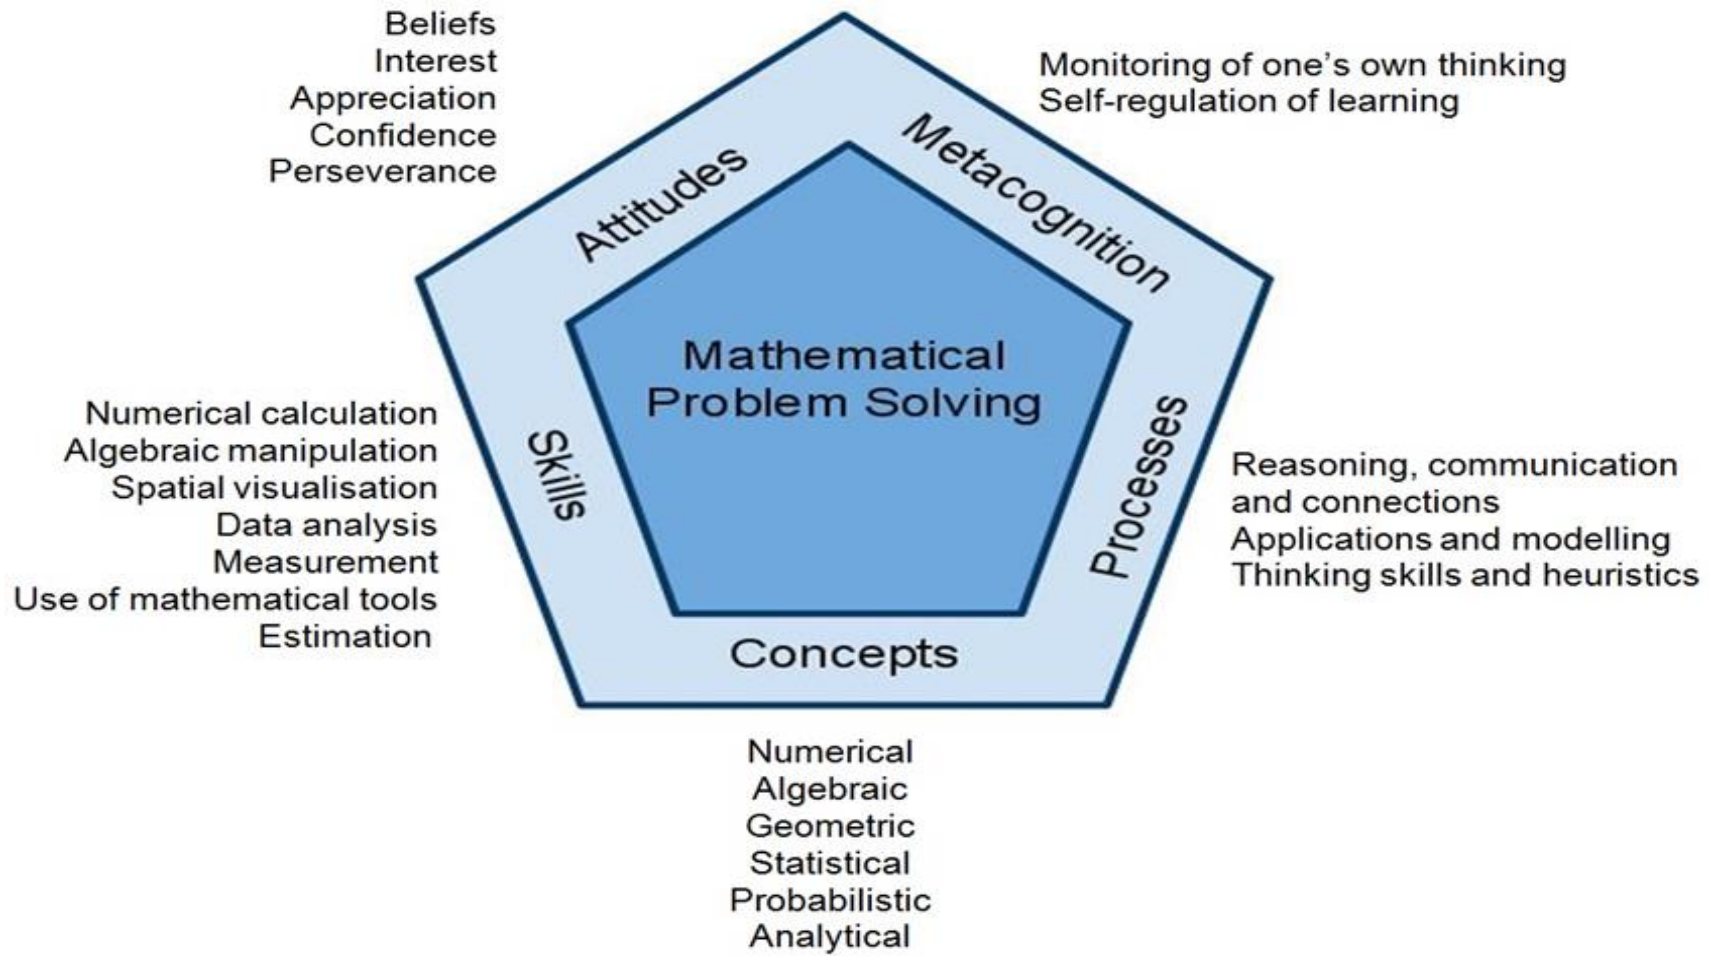 Beliefs
Interest
Appreciation
Confidence
Perseverance
Monitoring of one's own thinking
Self-regulation of learning
Attitudes
Metacognition
Mathematical
Problem Solving
Numerical calculation
Algebraic manipulation
Spatial visualisation
Data analysis
Measurement
Use of mathematical tools
Estimation
Skills
Processes
Reasoning, communication
and connections
Applications and modelling
Thinking skills and heuristics
Concepts
Numerical
Algebraic
Geometric
Statistical
Probabilistic
Analytical